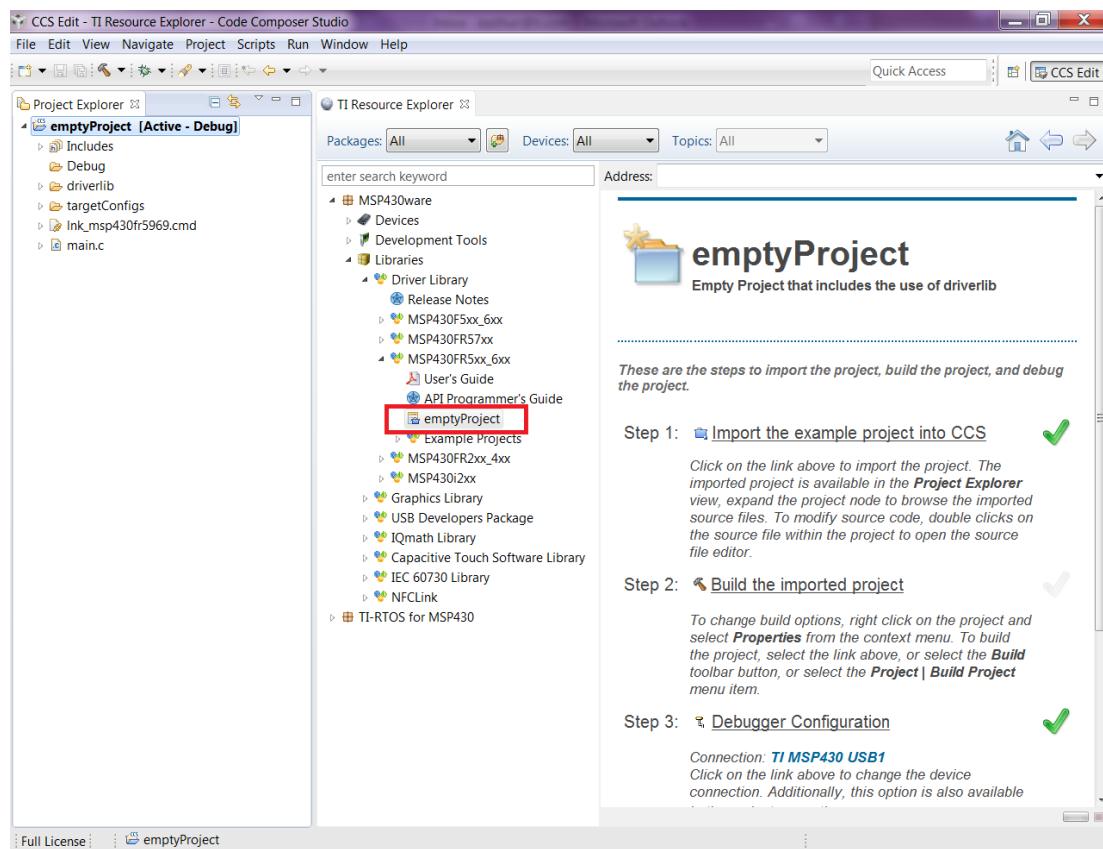 CCS Edit - TI Resource Explorer - Code Composer Studio
File Edit View Navigate Project Scripts Run Window Help
Quick Access
CCS Edit
Project Explorer
emptyProject [Active - Debug]
Includes
Debug
driverlib
targetConfigs
lnk_msp430fr5969.cmd
main.c
TI Resource Explorer
Packages: All Devices: All Topics: All
enter search keyword
Address:
MSP430ware
Devices
Development Tools
Libraries
Driver Library
Release Notes
MSP430F5xx_6xx
MSP430FR57xx
MSP430FR5xx_6xx
User's Guide
API Programmer's Guide
emptyProject
Example Projects
MSP430FR2xx_4xx
MSP430i2xx
Graphics Library
USB Developers Package
IQmath Library
Capacitive Touch Software Library
IEC 60730 Library
NFCLink
TI-RTOS for MSP430
emptyProject
Empty Project that includes the use of driverlib
These are the steps to import the project, build the project, and debug
the project.
Step 1: Import the example project into CCS
Click on the link above to import the project. The
imported project is available in the Project Explorer
view, expand the project node to browse the imported
source files. To modify source code, double clicks on
the source file within the project to open the source
file editor.
Step 2: Build the imported project
To change build options, right click on the project and
select Properties from the context menu. To build
the project, select the link above, or select the Build
toolbar button, or select the Project | Build Project
menu item.
Step 3: Debugger Configuration
Connection: TI MSP430 USB1
Click on the link above to change the device
connection. Additionally, this option is also available
Full License
emptyProject